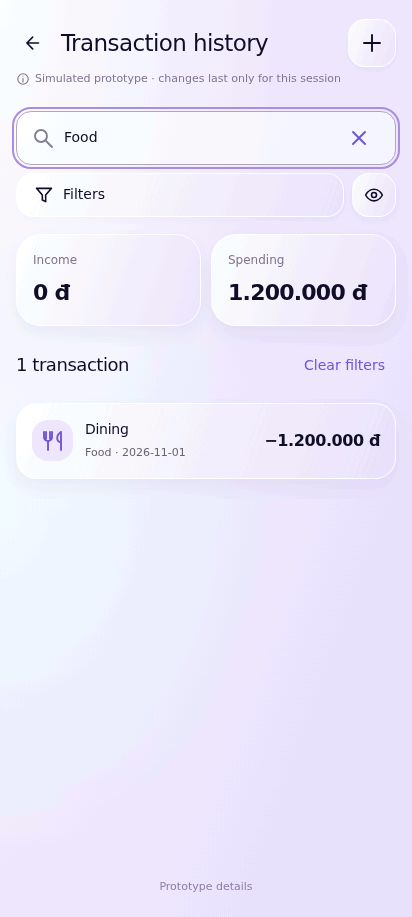 Transaction history
Simulated prototype · changes last only for this session
Food
Filters
Income
0 đ
Spending
1.200.000 đ
1 transaction
Clear filters
Dining
Food · 2026-11-01
−1.200.000 đ
Prototype details